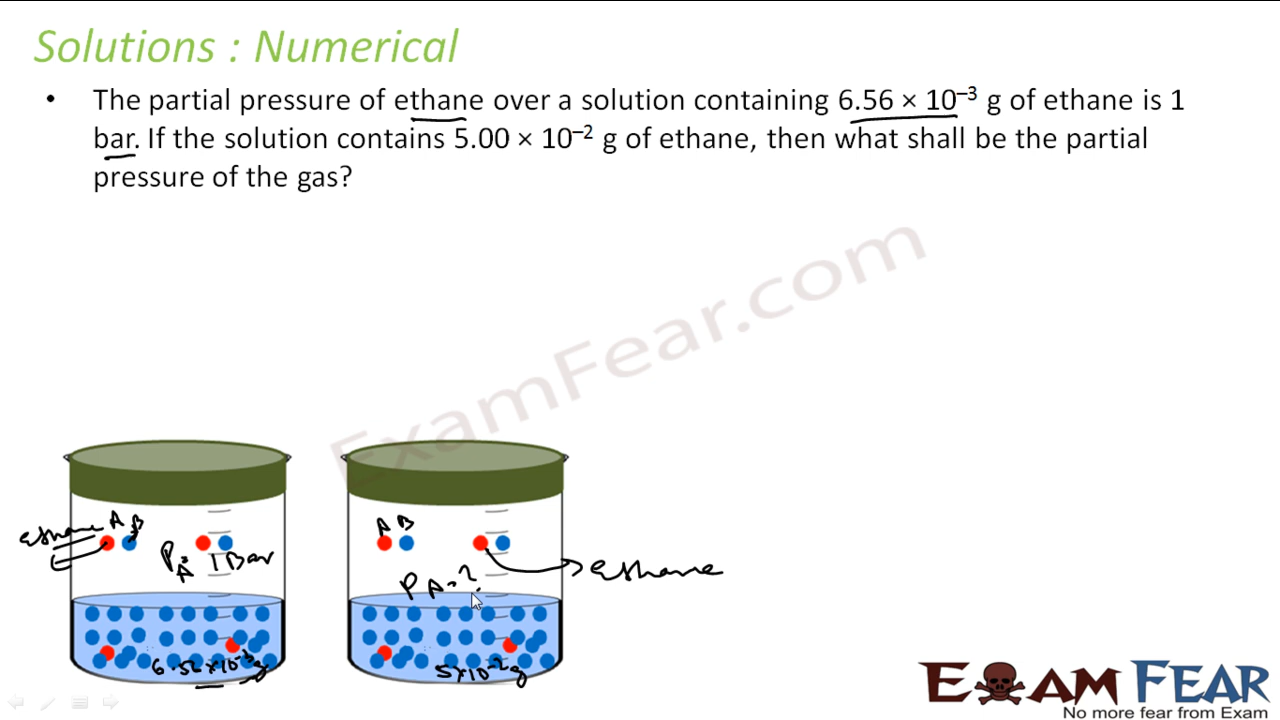 Solutions : Numerical
• The partial pressure of ethane over a solution containing 6.56 × 10⁻³ g of ethane is 1
bar. If the solution contains 5.00 × 10⁻² g of ethane, then what shall be the partial
pressure of the gas?
ExamFear.com
ethane A B
A B
P_A = 1 Bar
ethane
P_A = ?
6.52 × 10⁻³ g
5 × 10⁻² g
EXAM FEAR
No more fear from Exam